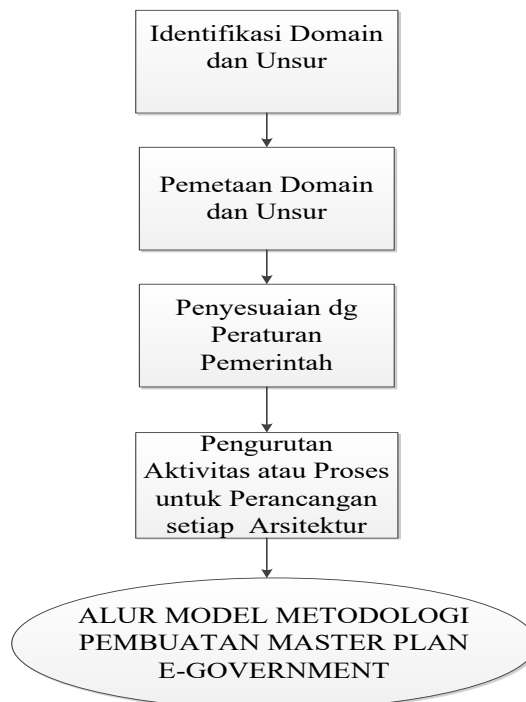 Identifikasi Domain
dan Unsur
Pemetaan Domain
dan Unsur
Penyesuaian dg
Peraturan
Pemerintah
Pengurutan
Aktivitas atau Proses
untuk Perancangan
setiap Arsitektur
ALUR MODEL METODOLOGI
PEMBUATAN MASTER PLAN
E-GOVERNMENT